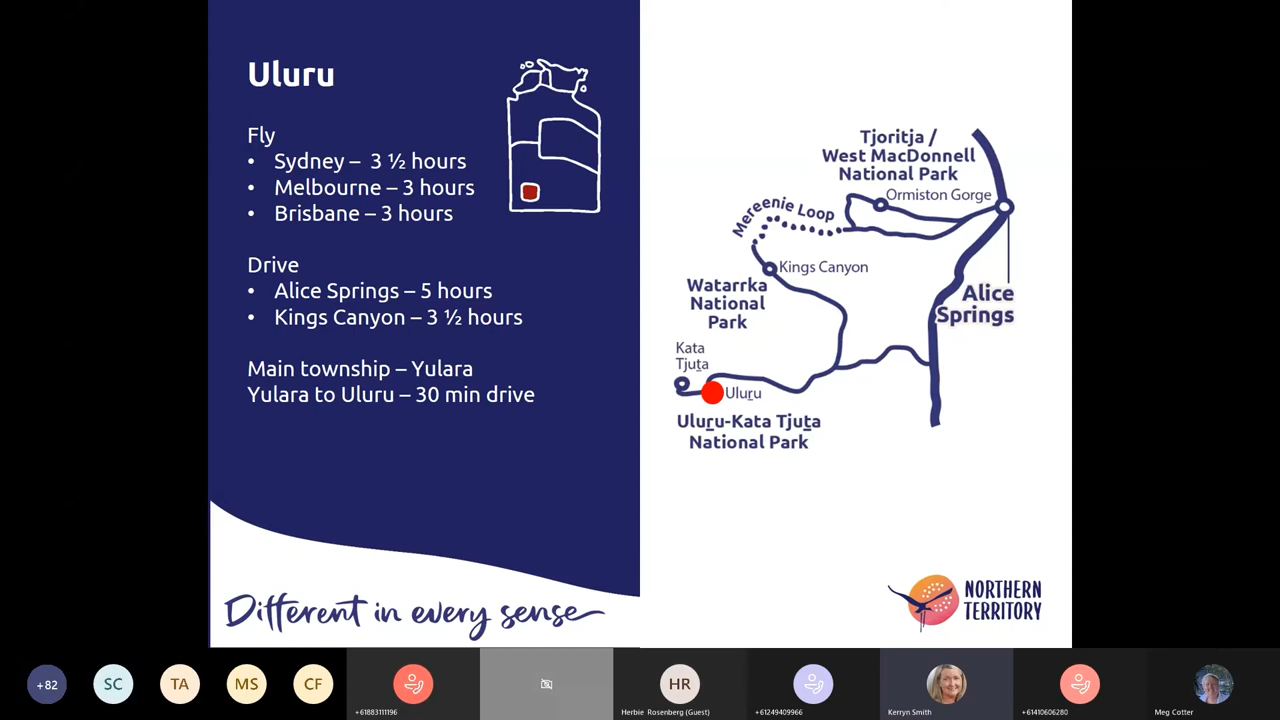 Uluru
Fly
• Sydney – 3 ½ hours
• Melbourne – 3 hours
• Brisbane – 3 hours
Drive
• Alice Springs – 5 hours
• Kings Canyon – 3 ½ hours
Main township – Yulara
Yulara to Uluru – 30 min drive
Different in every sense
Tjoritja /
West MacDonnell
National Park
Ormiston Gorge
Mereenie Loop
Kings Canyon
Watarrka
National
Park
Alice
Springs
Kata
Tjuṯa
Uluṟu
Uluṟu-Kata Tjuṯa
National Park
NORTHERN
TERRITORY
+82
SC
TA
MS
CF
HR
+61883111196
Herbie Rosenberg (Guest)
+61249409966
Kerryn Smith
+61410606280
Meg Cotter